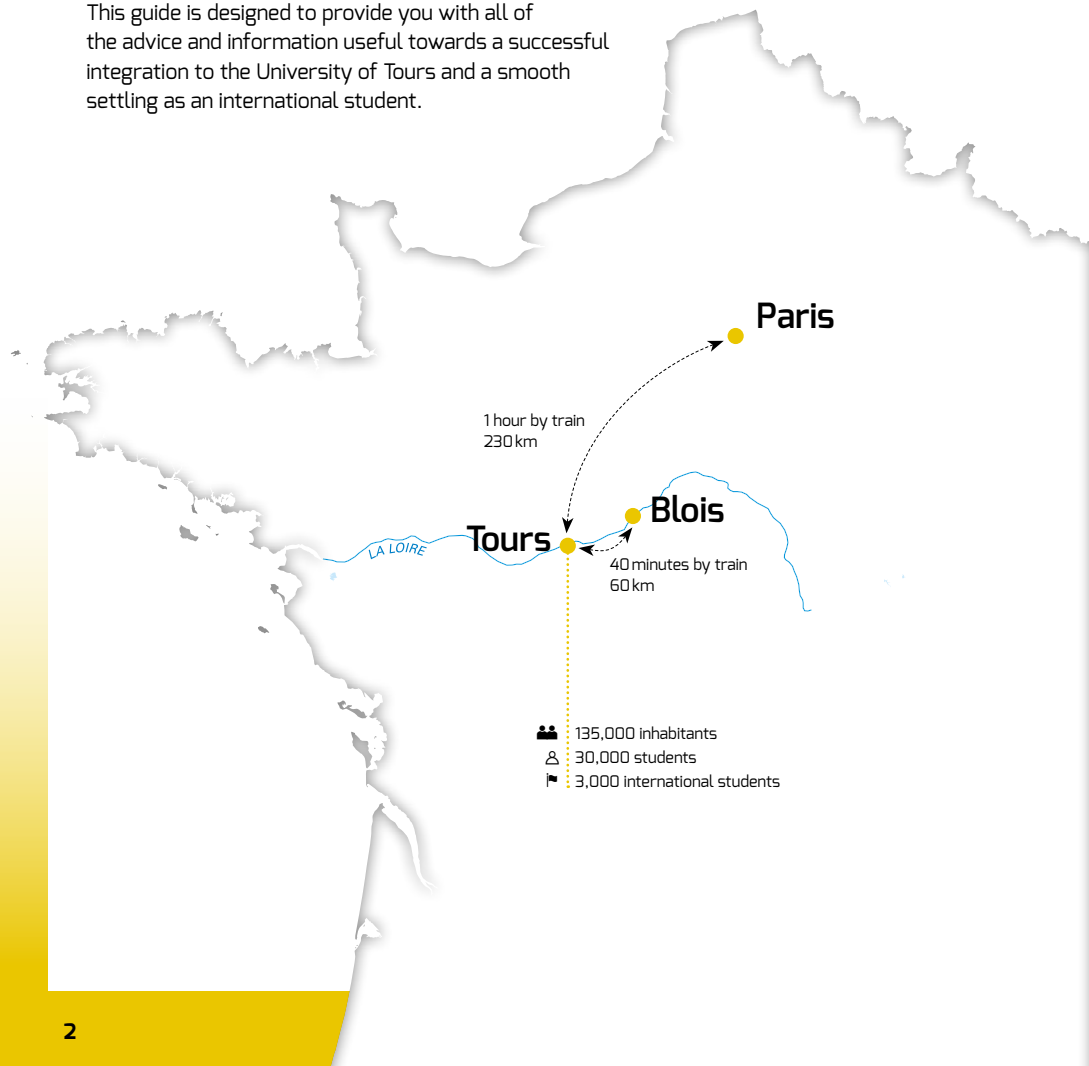 This guide is designed to provide you with all of
the advice and information useful towards a successful
integration to the University of Tours and a smooth
settling as an international student.
Paris
1 hour by train
230 km
Blois
Tours
LA LOIRE
40 minutes by train
60 km
135,000 inhabitants
30,000 students
3,000 international students
2